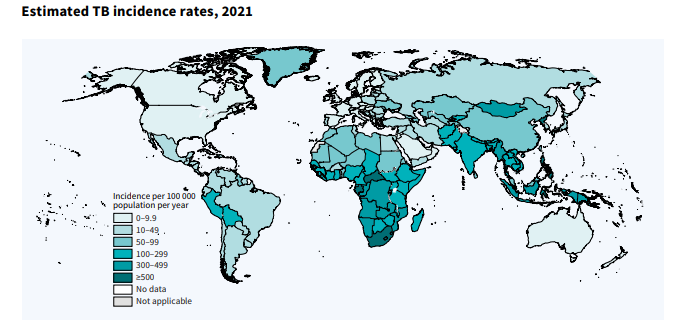 Estimated TB incidence rates, 2021
Incidence per 100 000
population per year
0–9.9
10–49
50–99
100–299
300–499
≥500
No data
Not applicable